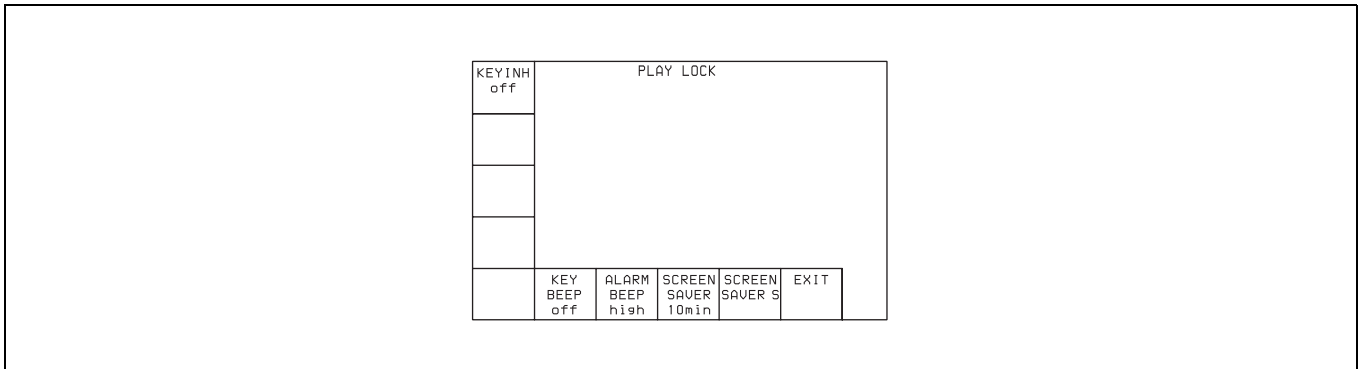 KEYINH
off
PLAY LOCK
KEY
BEEP
off
ALARM
BEEP
high
SCREEN
SAVER
10min
SCREEN
SAVER S
EXIT